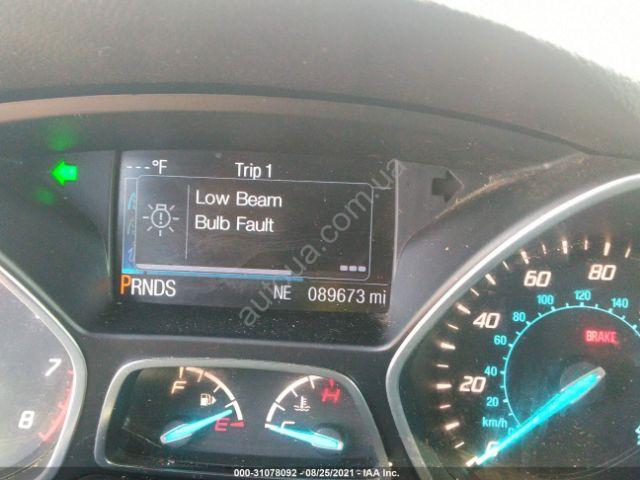 ---°F Trip 1
Low Beam
Bulb Fault
PRNDS NE 089673 mi
F
E
H
C
7
8
20
40
60
80
20
40
60
80
100
120
140
km/h
BRAKE
autoua.com.ua
000-31078092 - 08/25/2021 - IAA Inc.